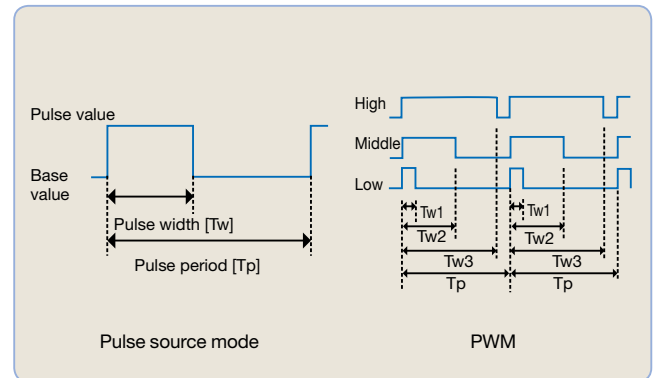 Pulse value
Base
value
Pulse width [Tw]
Pulse period [Tp]
Pulse source mode
High
Middle
Low
Tw1
Tw1
Tw2
Tw2
Tw3
Tw3
Tp
Tp
PWM